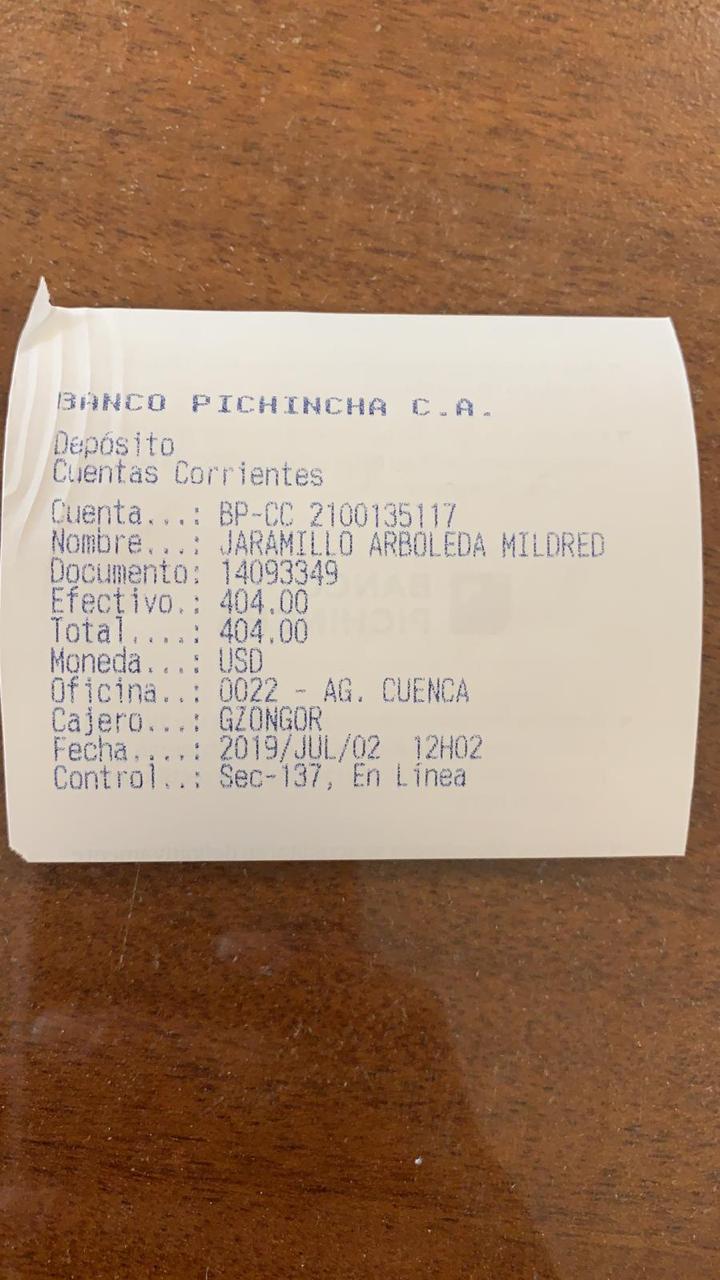 BANCO PICHINCHA C.A.
Depósito
Cuentas Corrientes
Cuenta...: BP-CC 2100135117
Nombre...: JARAMILLO ARBOLEDA MILDRED
Documento: 14093349
Efectivo.: 404.00
Total....: 404.00
Moneda...: USD
Oficina..: 0022 - AG. CUENCA
Cajero...: GZONGOR
Fecha....: 2019/JUL/02 12H02
Control..: Sec-137, En Línea